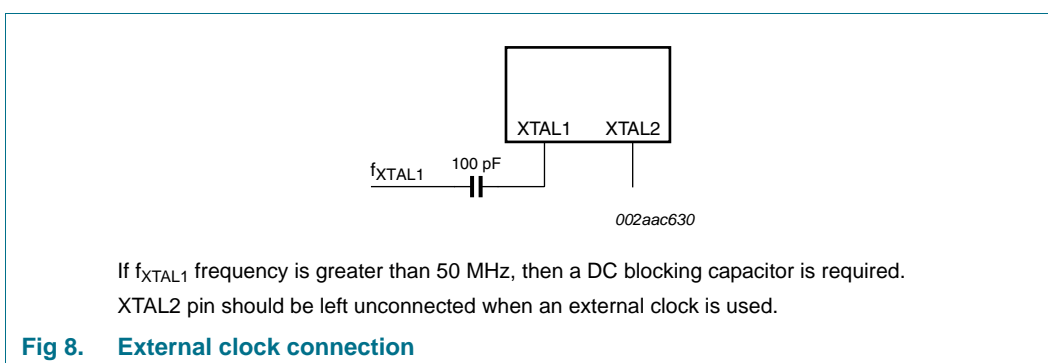 XTAL1 XTAL2
fXTAL1
100 pF
002aac630
If fXTAL1 frequency is greater than 50 MHz, then a DC blocking capacitor is required.
XTAL2 pin should be left unconnected when an external clock is used.
Fig 8. External clock connection